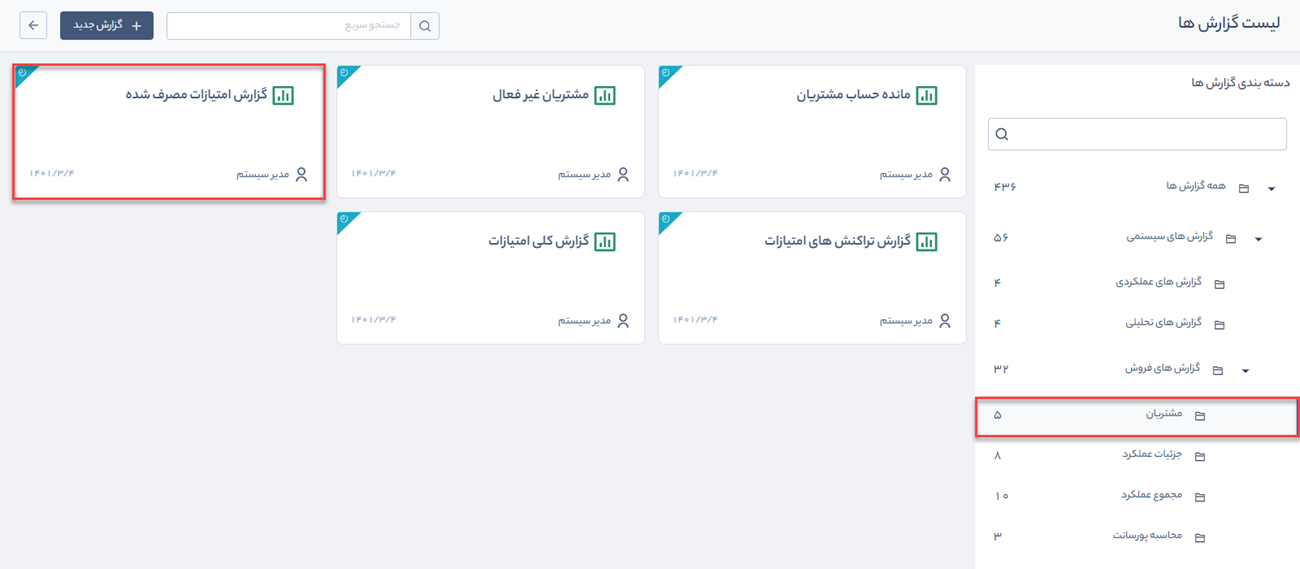 لیست گزارش ها
جستجو سریع
+ گزارش جدید
دسته بندی گزارش ها
همه گزارش ها ۴۳۶
گزارش های سیستمی ۵۶
گزارش های عملکردی ۴
گزارش های تحلیلی ۴
گزارش های فروش ۳۲
مشتریان ۵
جزئیات عملکرد ۸
مجموع عملکرد ۱۰
محاسبه پورسانت ۳
مانده حساب مشتریان
مدیر سیستم ۱۴۰۱/۳/۴
مشتریان غیر فعال
مدیر سیستم ۱۴۰۱/۳/۴
گزارش امتیازات مصرف شده
مدیر سیستم ۱۴۰۱/۳/۴
گزارش تراکنش های امتیازات
مدیر سیستم ۱۴۰۱/۳/۴
گزارش کلی امتیازات
مدیر سیستم ۱۴۰۱/۳/۴